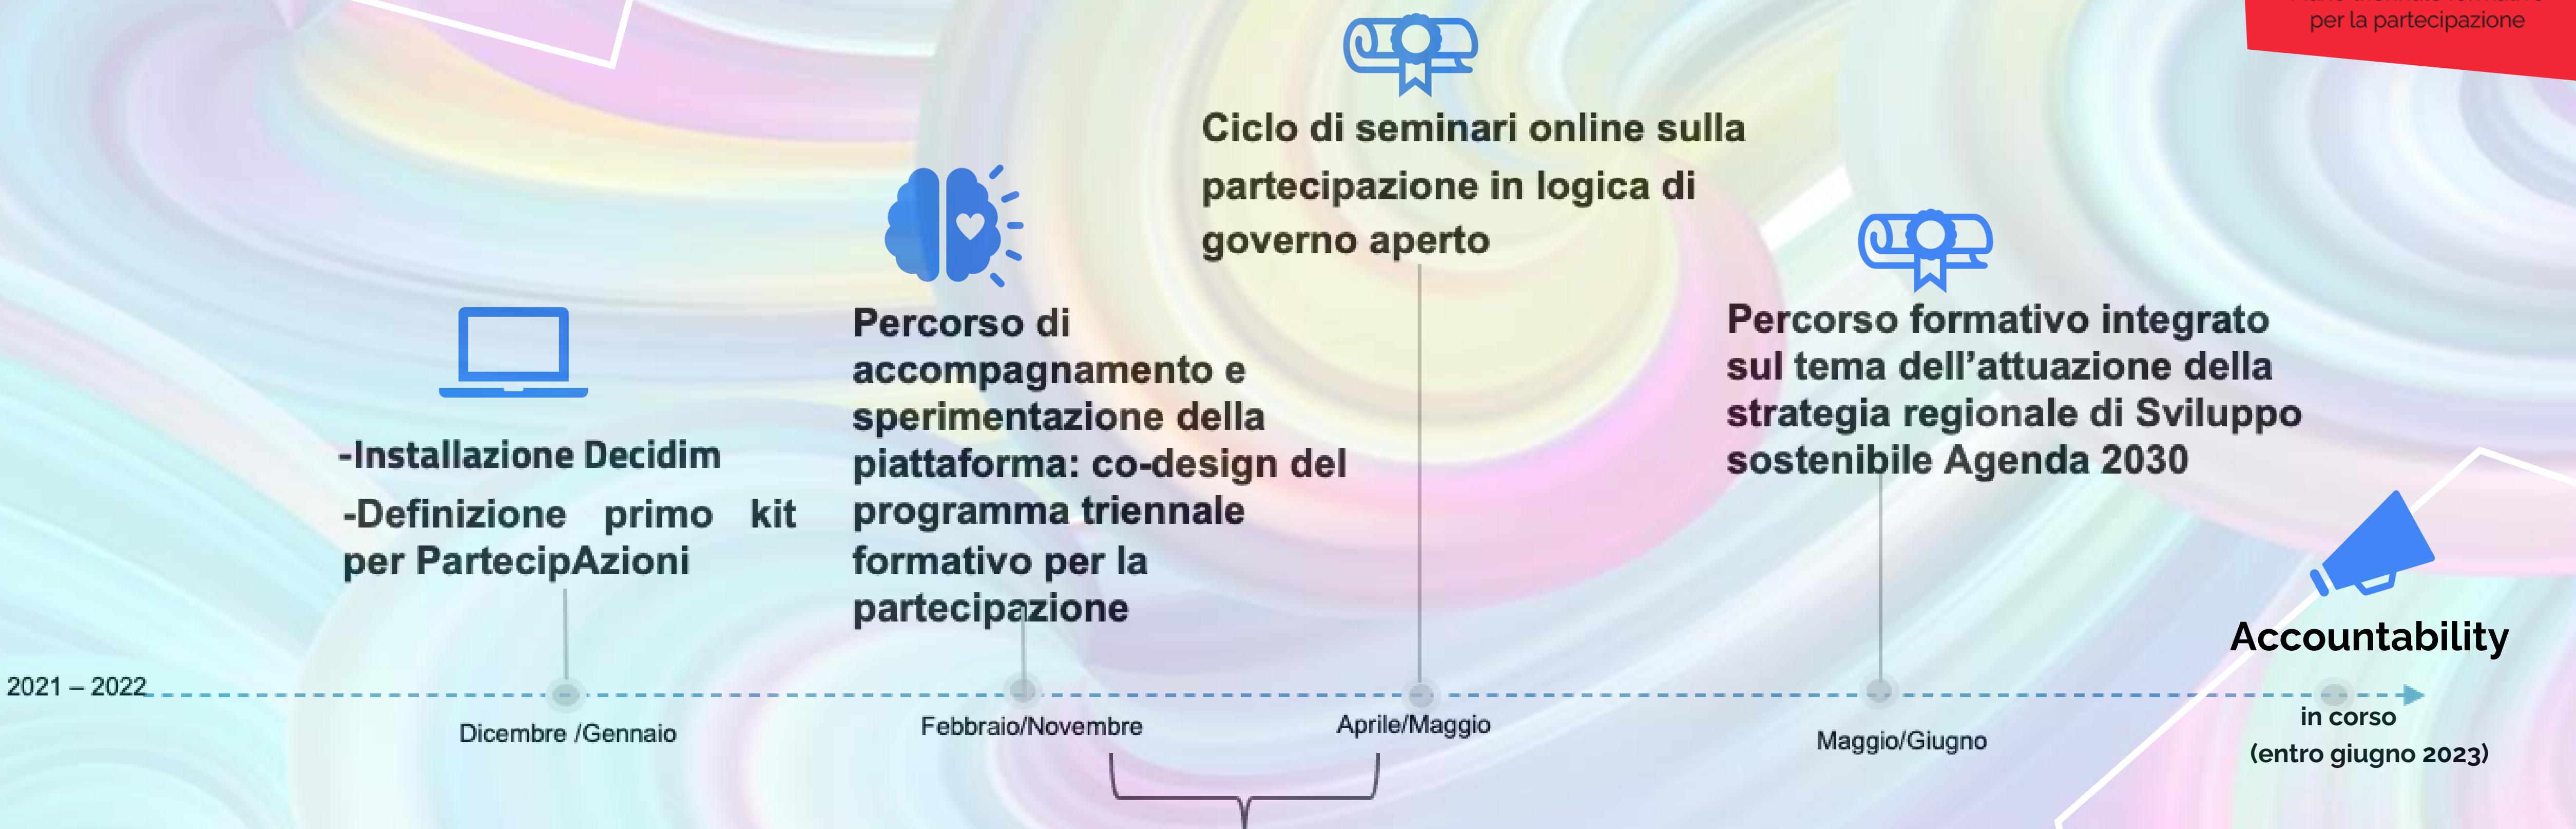 per la partecipazione
Ciclo di seminari online sulla
partecipazione in logica di
governo aperto
Percorso di
accompagnamento e
sperimentazione della
piattaforma: co-design del
programma triennale
formativo per la
partecipazione
Percorso formativo integrato
sul tema dell’attuazione della
strategia regionale di Sviluppo
sostenibile Agenda 2030
-Installazione Decidim
-Definizione primo kit
per PartecipAzioni
Accountability
2021 – 2022
Dicembre /Gennaio
Febbraio/Novembre
Aprile/Maggio
Maggio/Giugno
in corso
(entro giugno 2023)